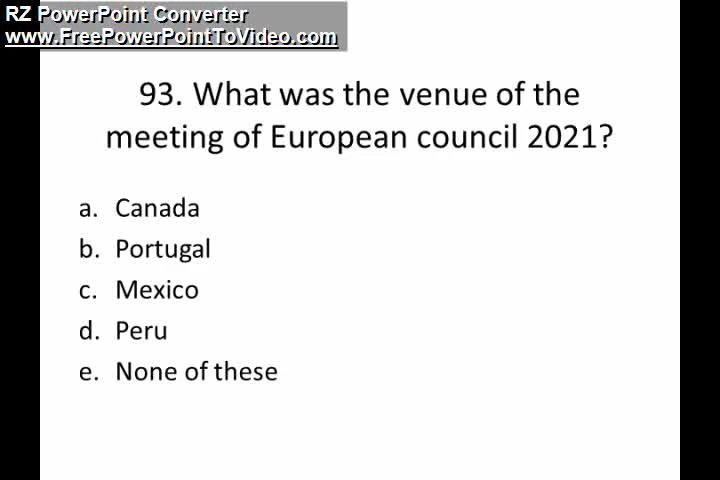 RZ PowerPoint Converter
www.FreePowerPointToVideo.com
93. What was the venue of the
meeting of European council 2021?
a. Canada
b. Portugal
c. Mexico
d. Peru
e. None of these